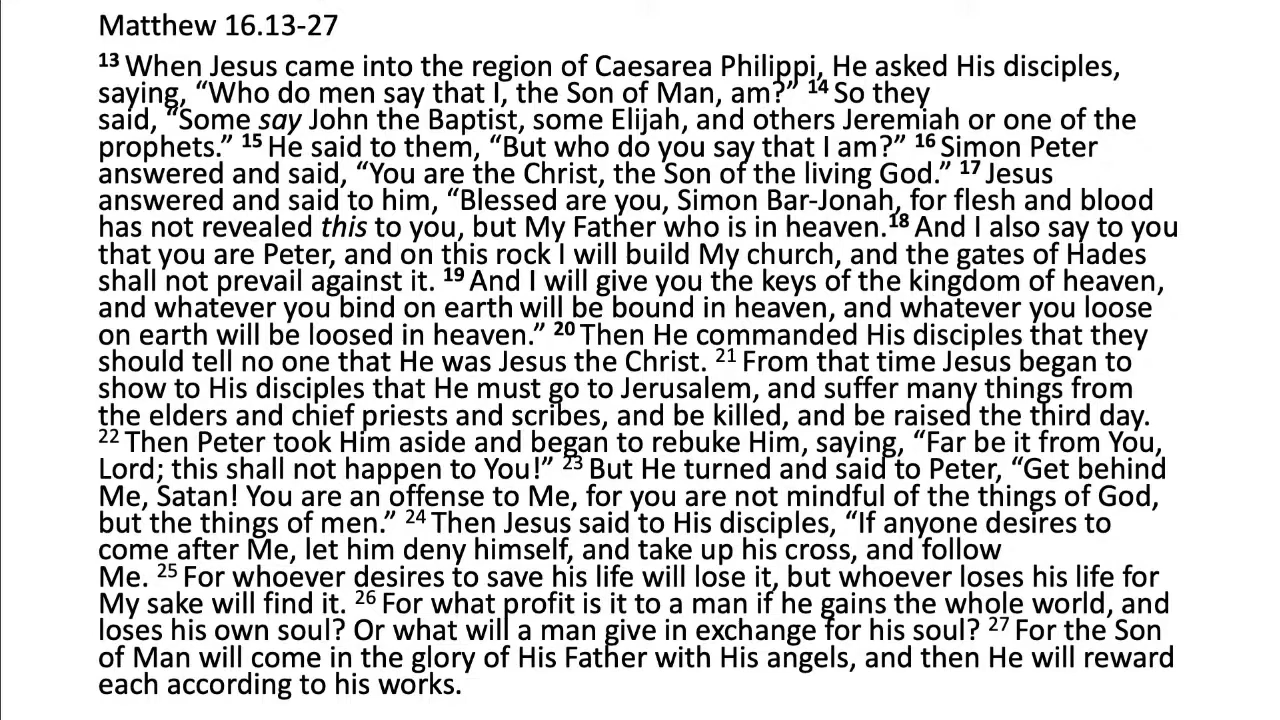 Matthew 16.13-27
13 When Jesus came into the region of Caesarea Philippi, He asked His disciples,
saying, “Who do men say that I, the Son of Man, am?” 14 So they
said, “Some say John the Baptist, some Elijah, and others Jeremiah or one of the
prophets.” 15 He said to them, “But who do you say that I am?” 16 Simon Peter
answered and said, “You are the Christ, the Son of the living God.” 17 Jesus
answered and said to him, “Blessed are you, Simon Bar-Jonah, for flesh and blood
has not revealed this to you, but My Father who is in heaven.18 And I also say to you
that you are Peter, and on this rock I will build My church, and the gates of Hades
shall not prevail against it. 19 And I will give you the keys of the kingdom of heaven,
and whatever you bind on earth will be bound in heaven, and whatever you loose
on earth will be loosed in heaven.” 20 Then He commanded His disciples that they
should tell no one that He was Jesus the Christ. 21 From that time Jesus began to
show to His disciples that He must go to Jerusalem, and suffer many things from
the elders and chief priests and scribes, and be killed, and be raised the third day.
22 Then Peter took Him aside and began to rebuke Him, saying, “Far be it from You,
Lord; this shall not happen to You!” 23 But He turned and said to Peter, “Get behind
Me, Satan! You are an offense to Me, for you are not mindful of the things of God,
but the things of men.” 24 Then Jesus said to His disciples, “If anyone desires to
come after Me, let him deny himself, and take up his cross, and follow
Me. 25 For whoever desires to save his life will lose it, but whoever loses his life for
My sake will find it. 26 For what profit is it to a man if he gains the whole world, and
loses his own soul? Or what will a man give in exchange for his soul? 27 For the Son
of Man will come in the glory of His Father with His angels, and then He will reward
each according to his works.